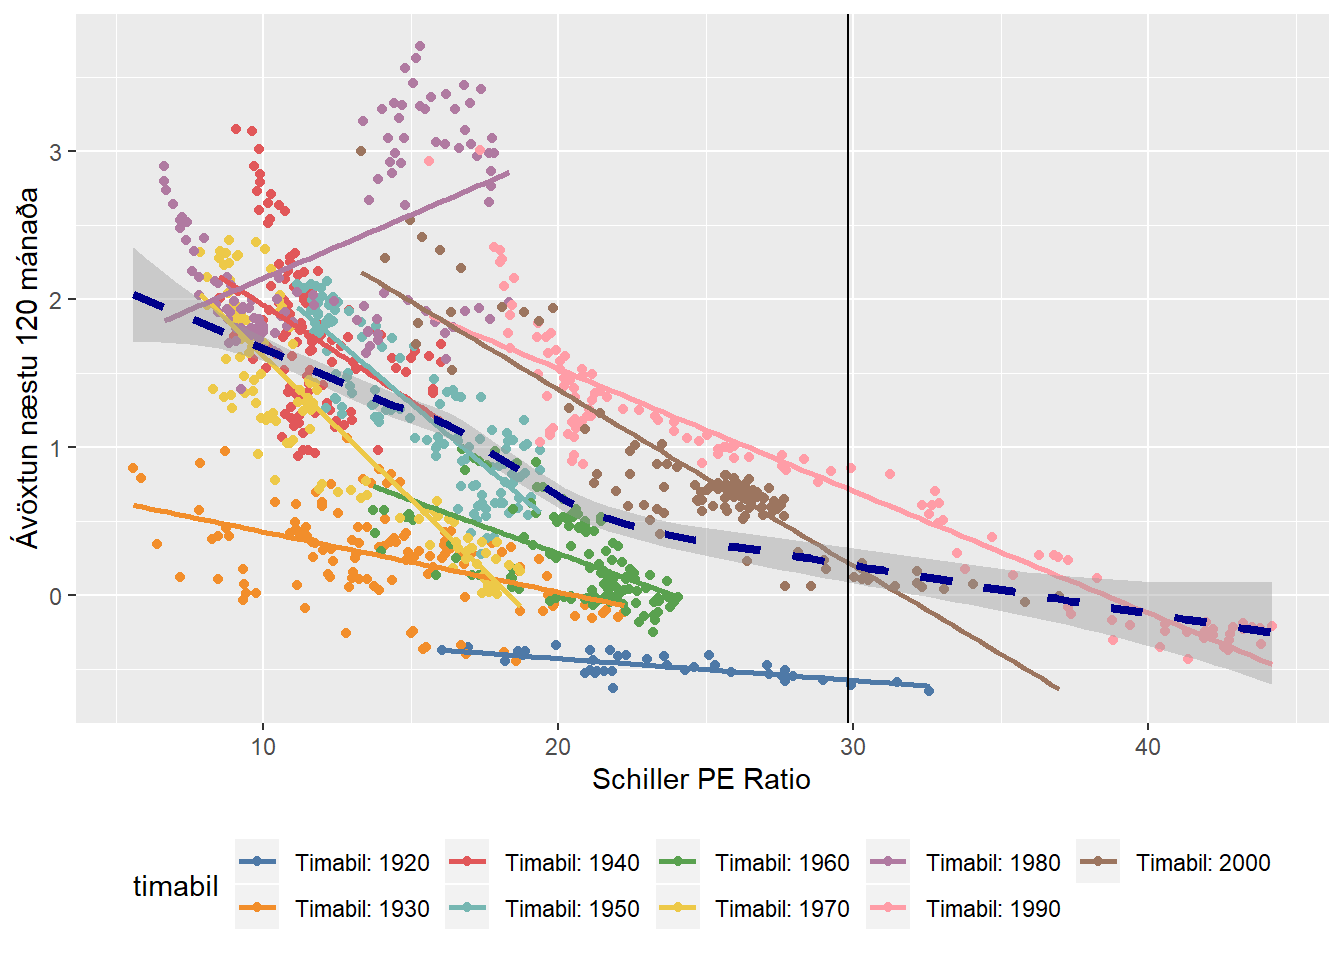 Ávöxtun næstu 120 mánaða
3
2
1
0
10 20 30 40
Schiller PE Ratio
timabil
Timabil: 1920 Timabil: 1940 Timabil: 1960 Timabil: 1980 Timabil: 2000
Timabil: 1930 Timabil: 1950 Timabil: 1970 Timabil: 1990